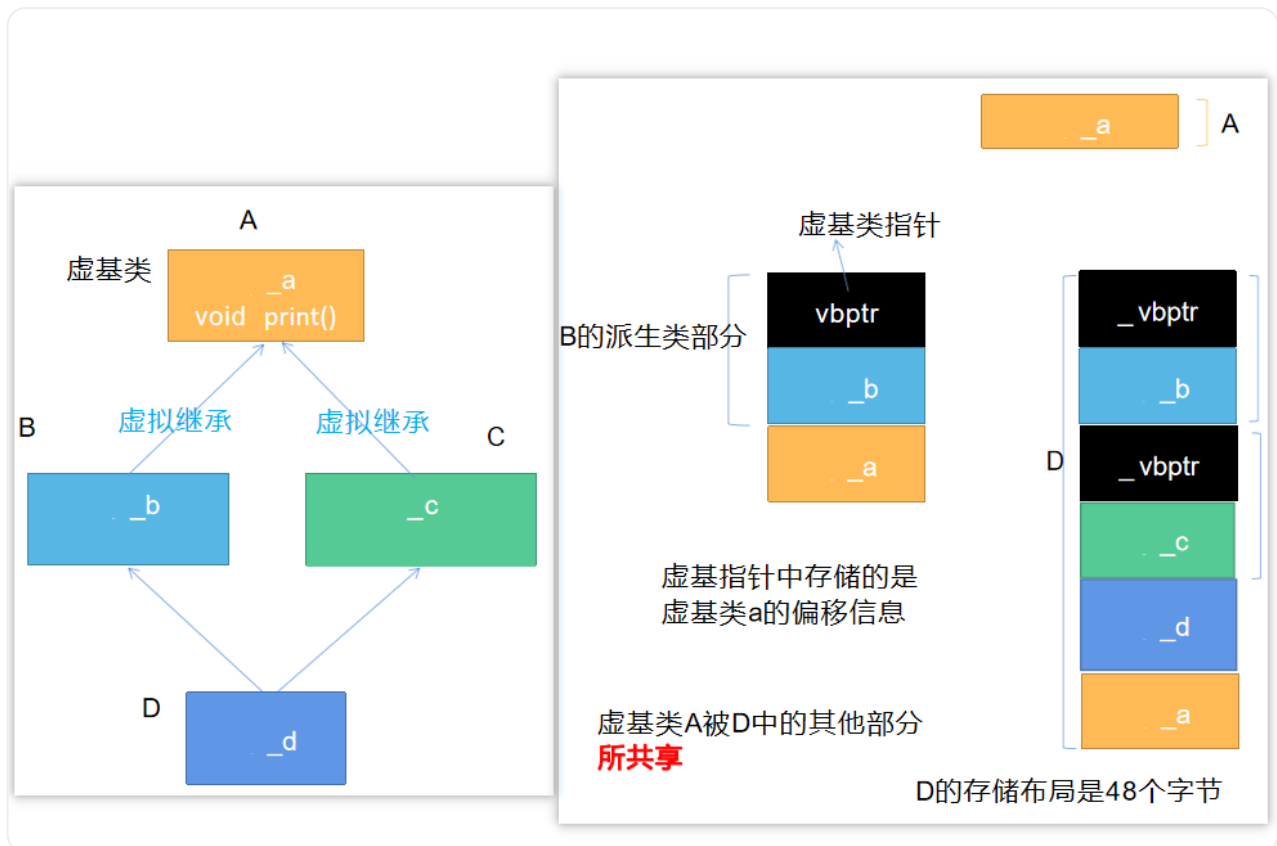 A
虚基类
_a
void print()
B
虚拟继承
虚拟继承
C
_b
_c
D
_d
_a
A
虚基类指针
B的派生类部分
vbptr
_b
_a
虚基指针中存储的是
虚基类a的偏移信息
虚基类A被D中的其他部分
所共享
D
_vbptr
_b
_vbptr
_c
_d
_a
D的存储布局是48个字节